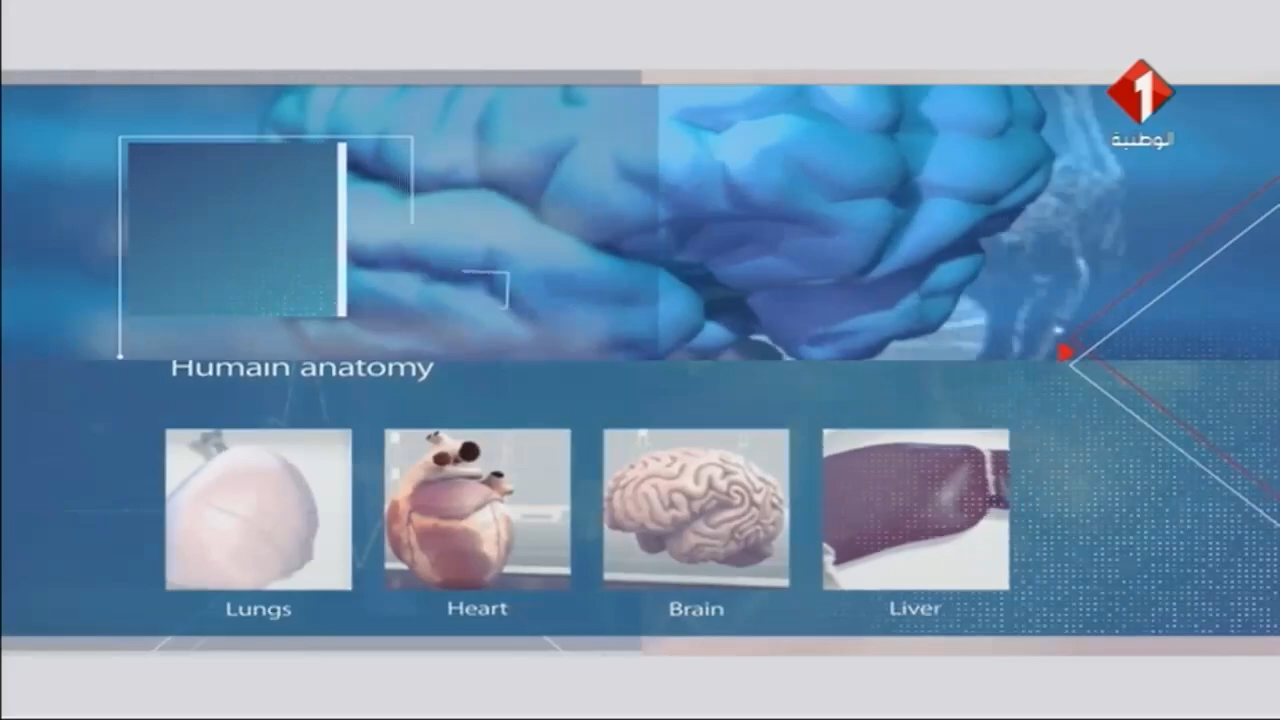 1
الوطنية
Humain anatomy
Lungs
Heart
Brain
Liver